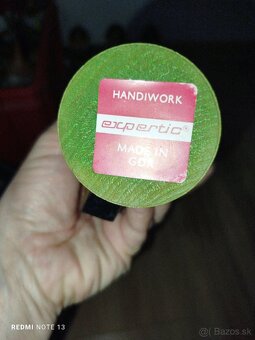 HANDIWORK
expertic®
MADE IN
GDR
REDMI NOTE 13
Bazos.sk